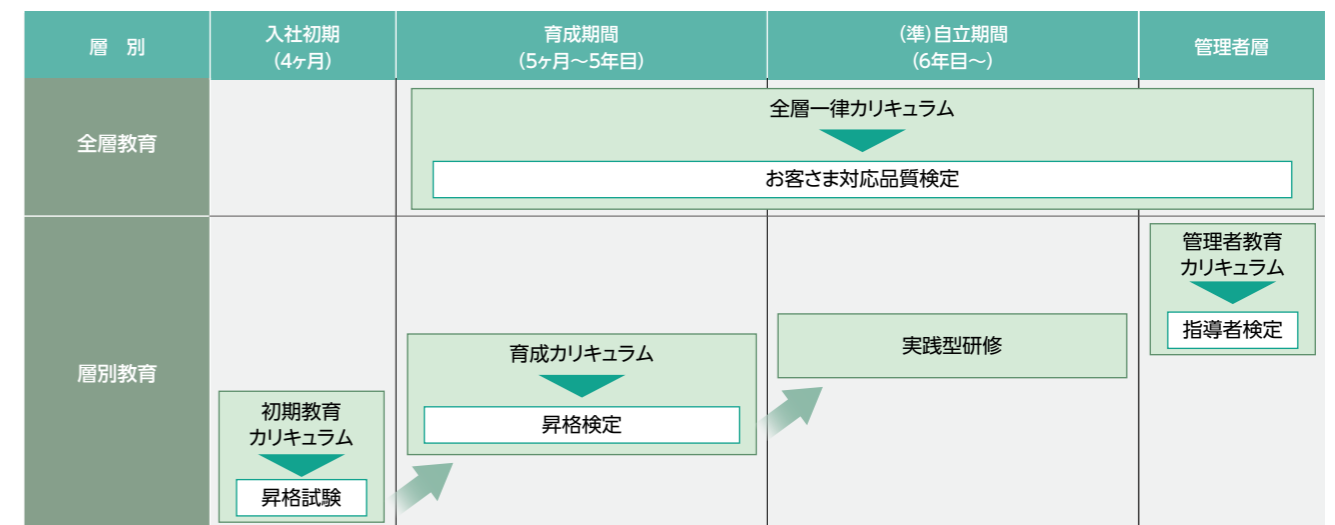 層　別
入社初期
(4ヶ月)
育成期間
(5ヶ月～5年目)
(準)自立期間
(6年目～)
管理者層
全層教育
全層一律カリキュラム
お客さま対応品質検定
層別教育
初期教育
カリキュラム
昇格試験
育成カリキュラム
昇格検定
実践型研修
管理者教育
カリキュラム
指導者検定